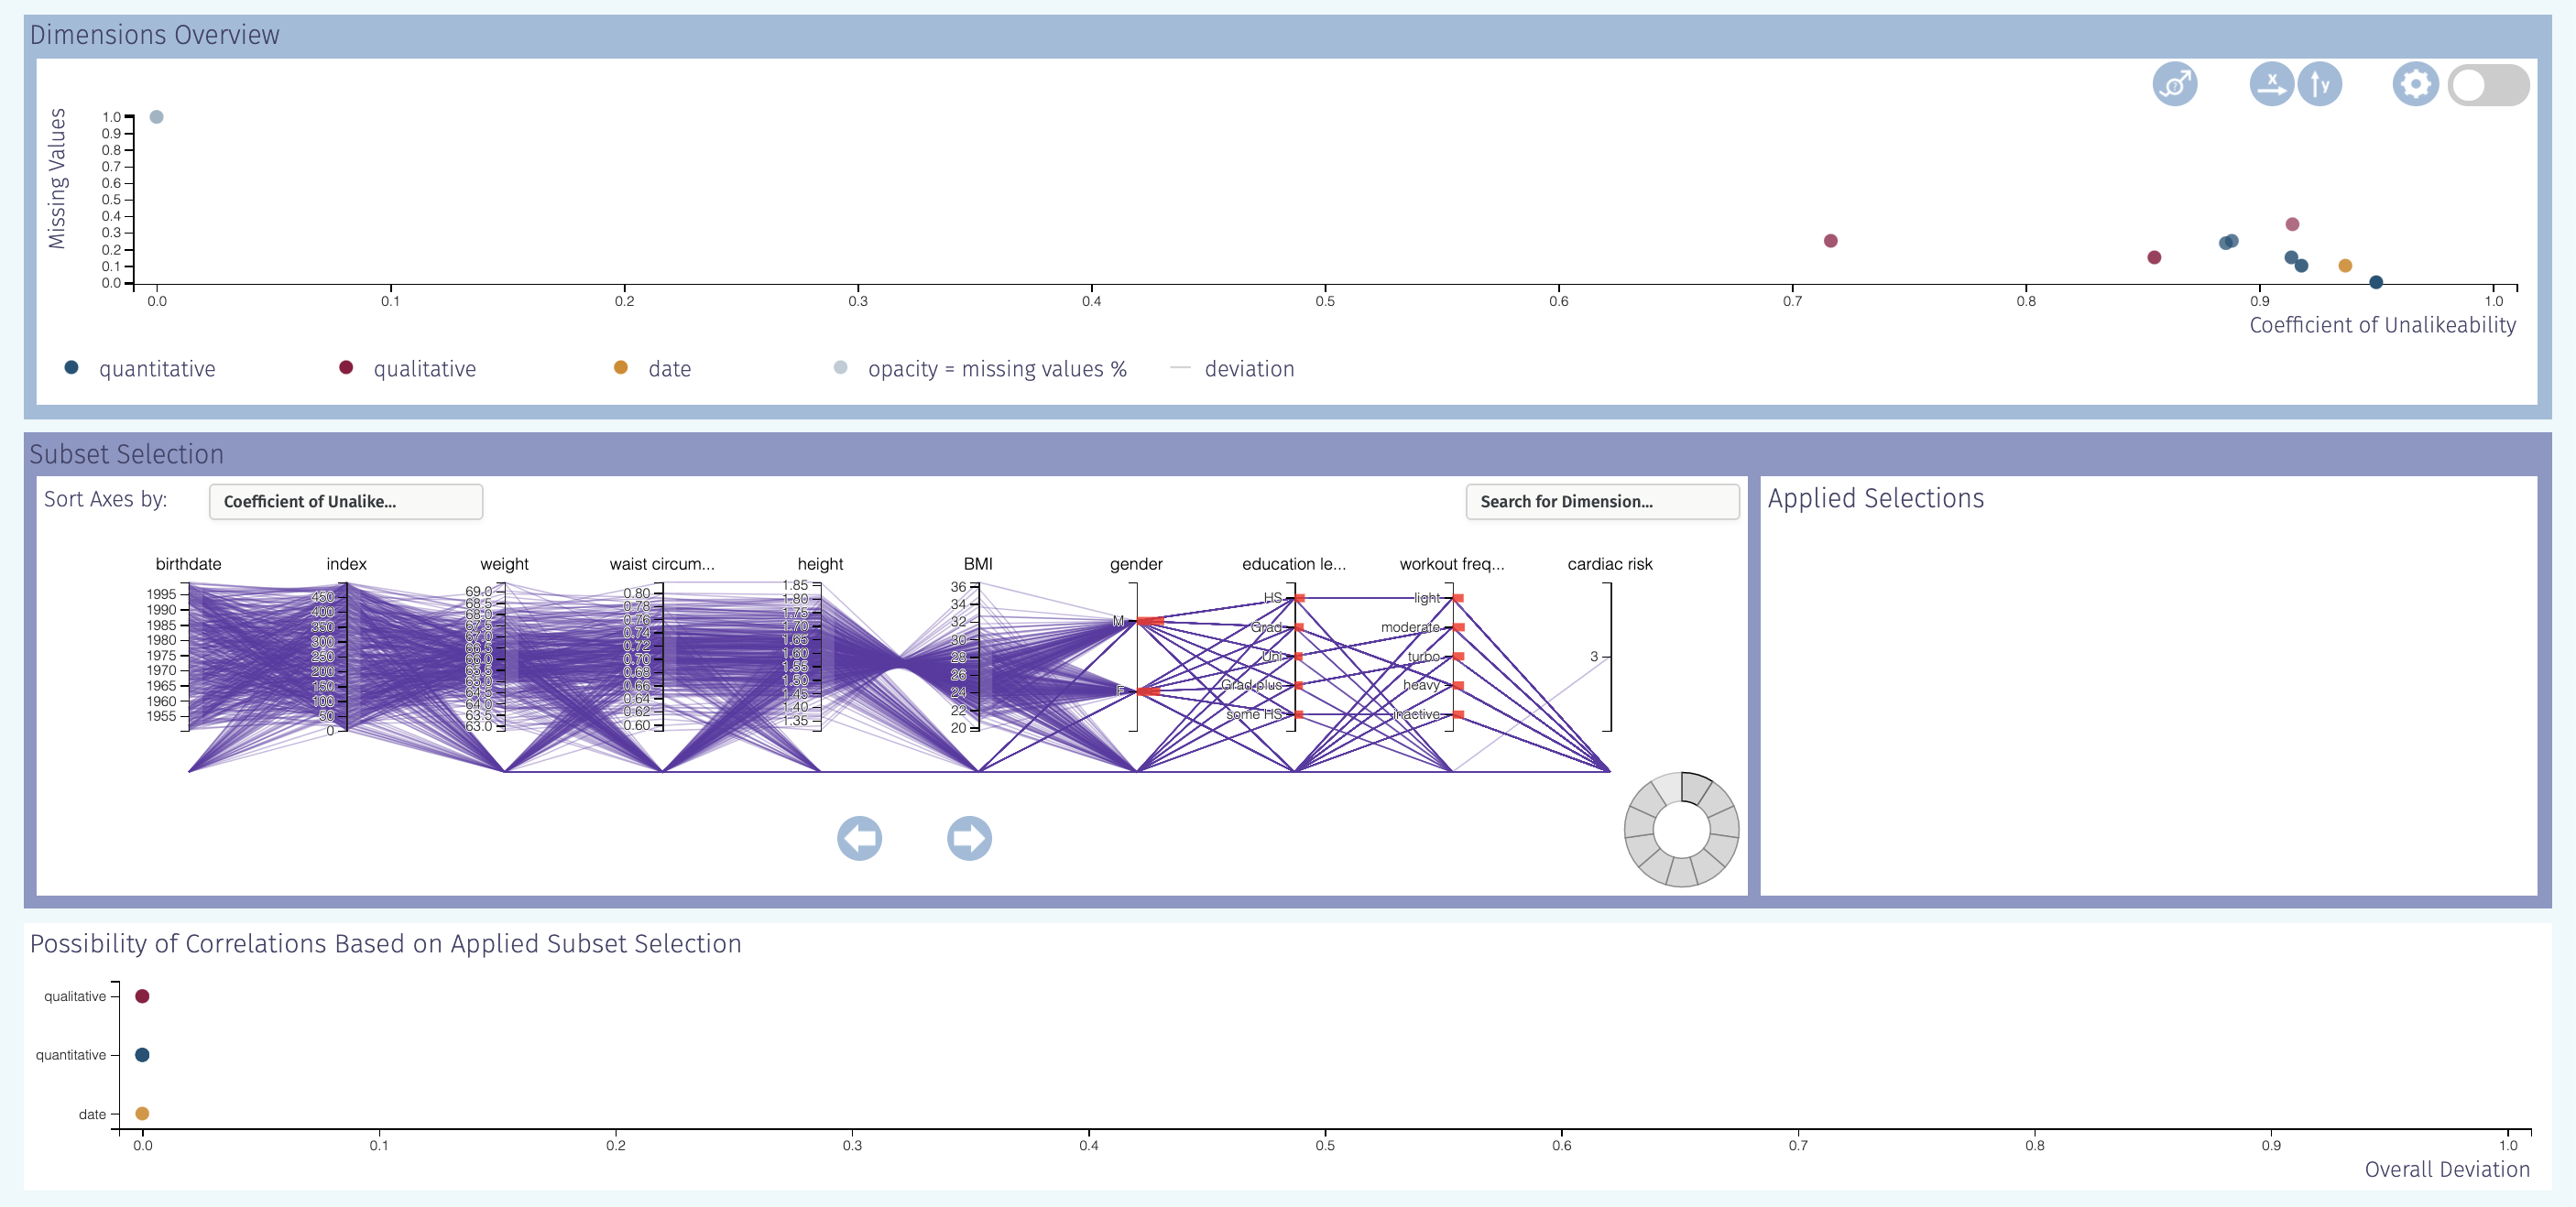 Dimensions Overview
x
y
?
Missing Values
1.0
0.9
0.8
0.7
0.6
0.5
0.4
0.3
0.2
0.1
0.0
0.0 0.1 0.2 0.3 0.4 0.5 0.6 0.7 0.8 0.9 1.0
Coefficient of Unalikeability
quantitative qualitative date opacity = missing values % deviation
Subset Selection
Sort Axes by: Coefficient of Unalike... Search for Dimension...
birthdate index weight waist circum... height BMI gender education le... workout freq... cardiac risk
1995
1990
1985
1980
1975
1970
1965
1960
1955
450
400
350
300
250
200
150
100
50
0
69.0
68.5
68.0
67.0
66.0
64.0
63.5
63.0
0.80
0.78
0.76
0.74
0.72
0.70
0.68
0.66
0.64
0.62
0.60
1.85
1.80
1.75
1.70
1.65
1.60
1.55
1.50
1.45
1.40
1.35
36
34
32
30
28
26
24
22
20
M
F
HS
Grad
Uni
Grad plus
some HS
light
moderate
turbo
heavy
inactive
3
Applied Selections
Possibility of Correlations Based on Applied Subset Selection
qualitative
quantitative
date
0.0 0.1 0.2 0.3 0.4 0.5 0.6 0.7 0.8 0.9 1.0
Overall Deviation